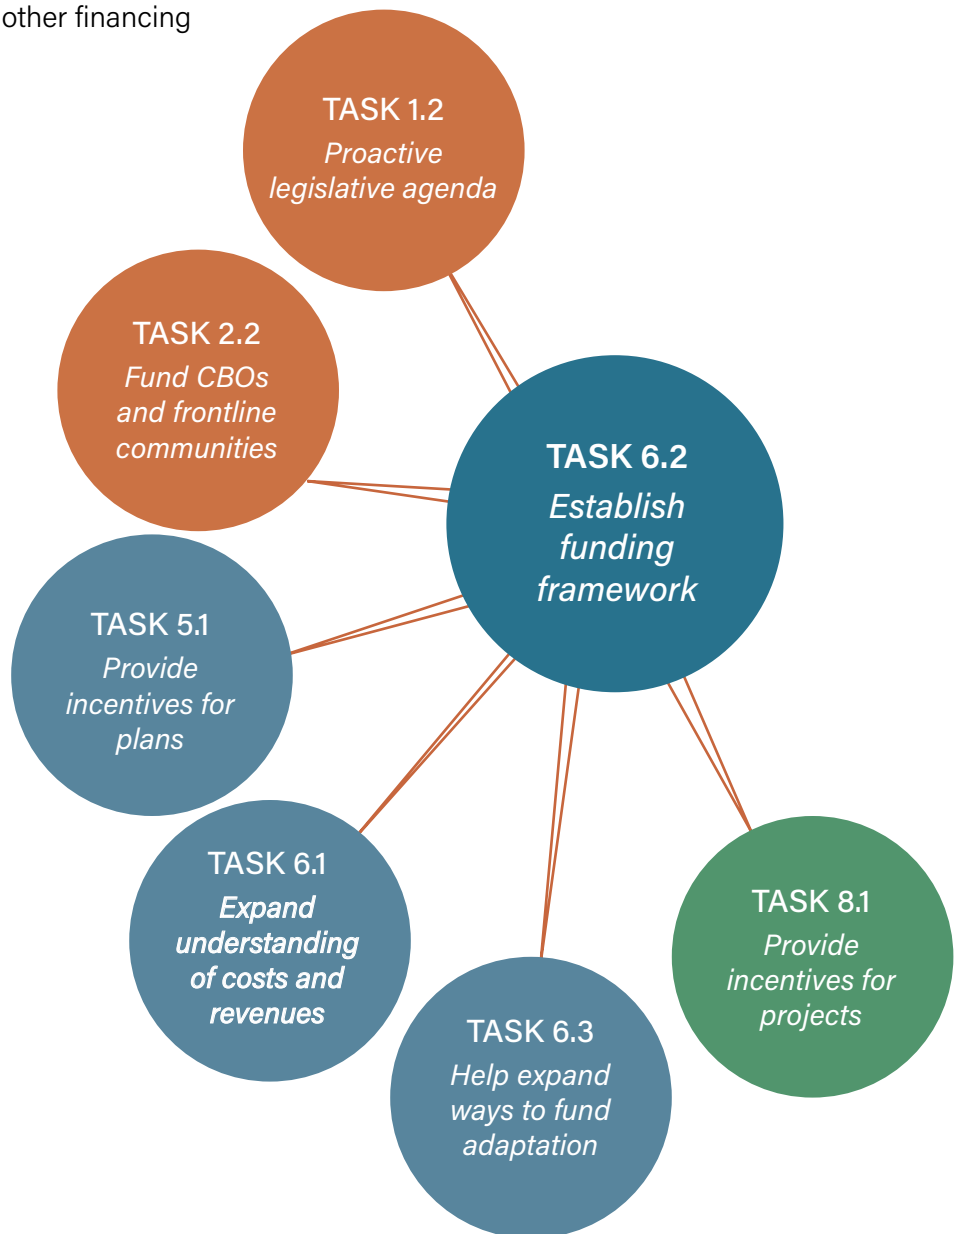 other financing
TASK 1.2
Proactive
legislative agenda
TASK 2.2
Fund CBOs
and frontline
communities
TASK 6.2
Establish
funding
framework
TASK 5.1
Provide
incentives for
plans
TASK 6.1
Expand
understanding
of costs and
revenues
TASK 8.1
Provide
incentives for
projects
TASK 6.3
Help expand
ways to fund
adaptation